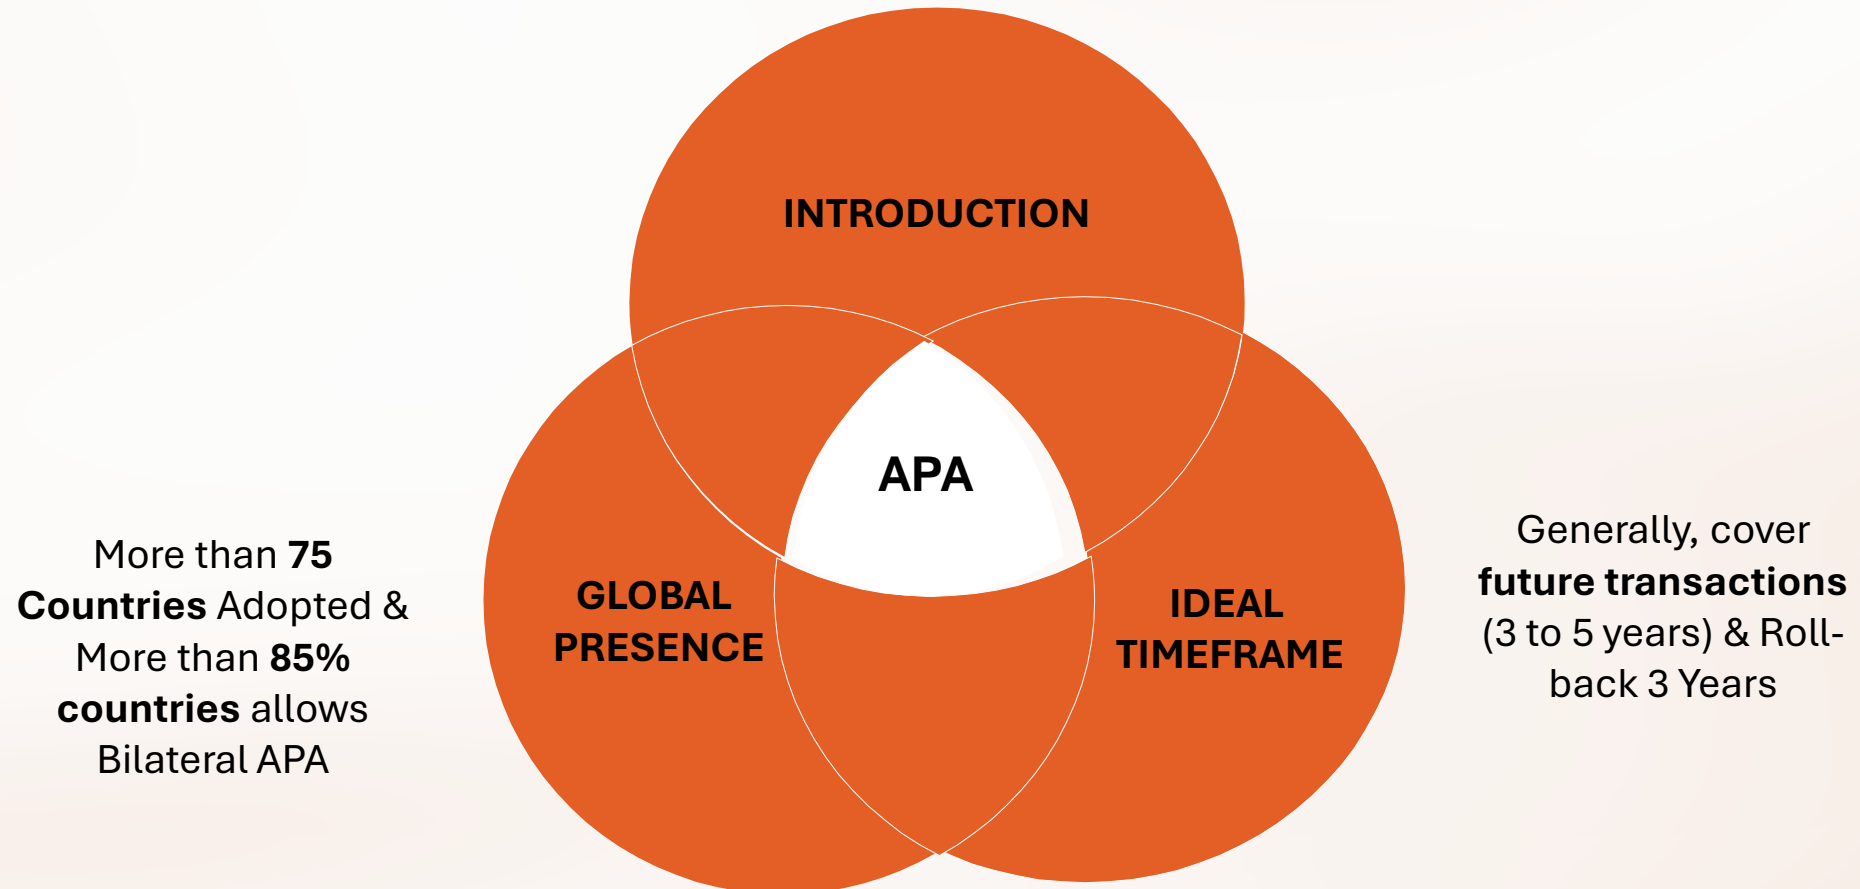 INTRODUCTION
APA
GLOBAL
PRESENCE
IDEAL
TIMEFRAME
More than 75
Countries Adopted &
More than 85%
countries allows
Bilateral APA
Generally, cover
future transactions
(3 to 5 years) & Roll-
back 3 Years